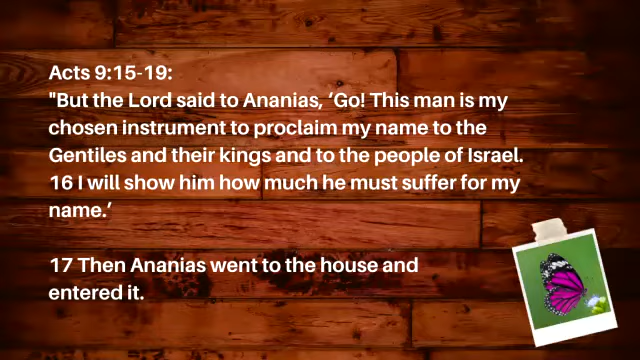 Acts 9:15-19:
"But the Lord said to Ananias, ‘Go! This man is my
chosen instrument to proclaim my name to the
Gentiles and their kings and to the people of Israel.
16 I will show him how much he must suffer for my
name.’
17 Then Ananias went to the house and
entered it.